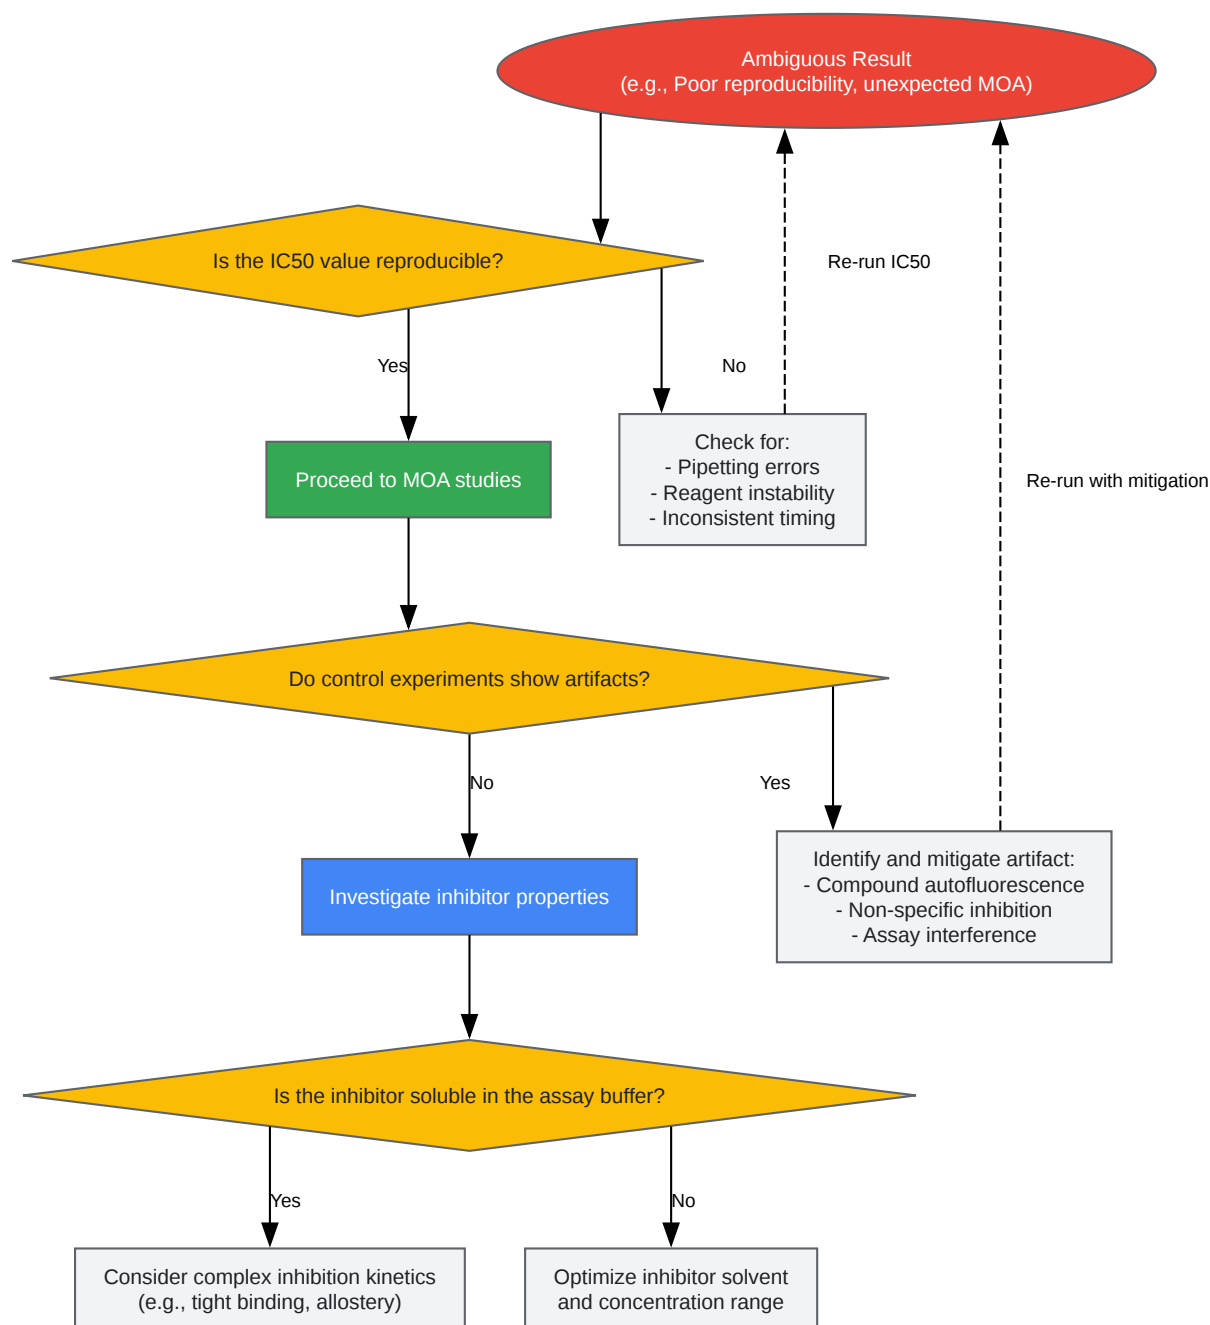 Ambiguous Result
(e.g., Poor reproducibility, unexpected MOA)
Is the IC50 value reproducible?
Re-run IC50
Yes
No
Check for:
- Pipetting errors
- Reagent instability
- Inconsistent timing
Proceed to MOA studies
Re-run with mitigation
Do control experiments show artifacts?
No
Yes
Identify and mitigate artifact:
- Compound autofluorescence
- Non-specific inhibition
- Assay interference
Investigate inhibitor properties
Is the inhibitor soluble in the assay buffer?
Yes
No
Consider complex inhibition kinetics
(e.g., tight binding, allostery)
Optimize inhibitor solvent
and concentration range